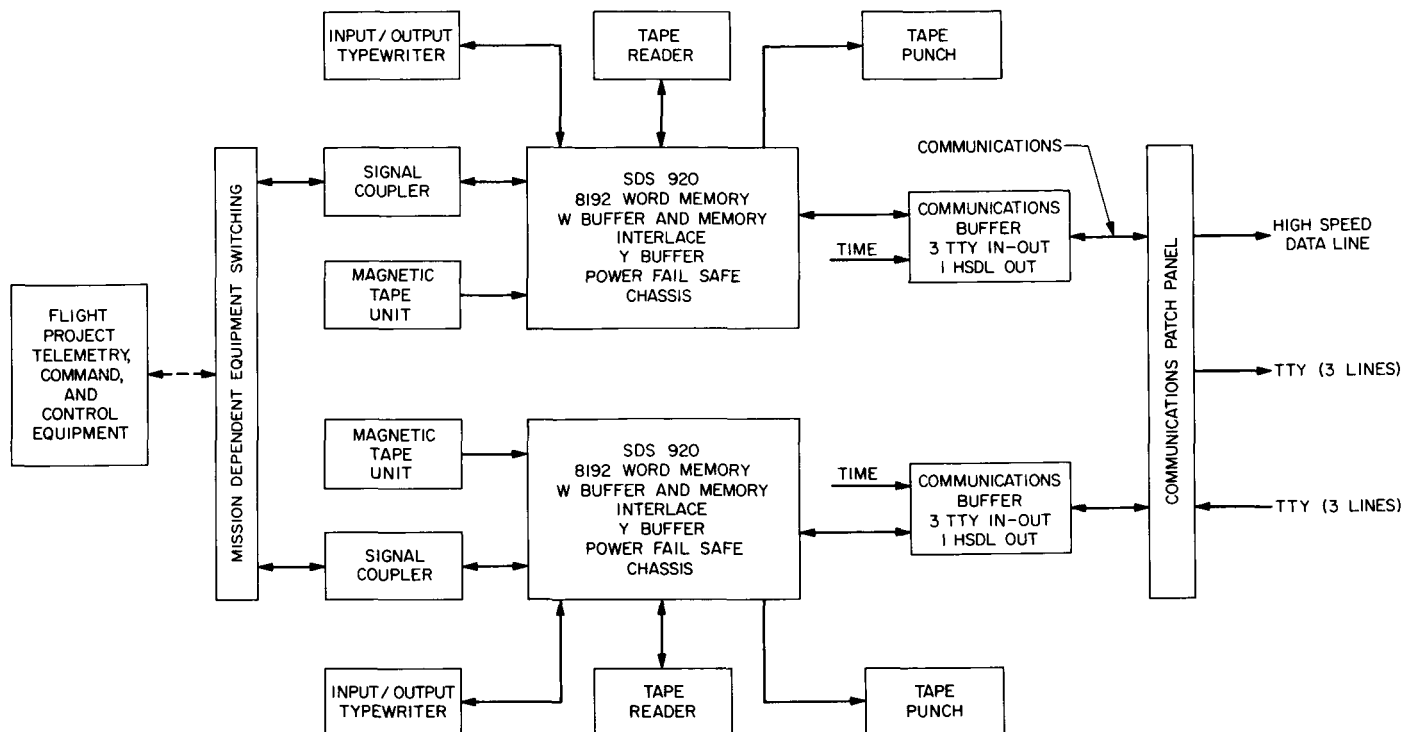 INPUT / OUTPUT
TYPEWRITER
TAPE
READER
TAPE
PUNCH
COMMUNICATIONS
SIGNAL
COUPLER
SDS 920
8192 WORD MEMORY
W BUFFER AND MEMORY
INTERLACE
Y BUFFER
POWER FAIL SAFE
CHASSIS
COMMUNICATIONS
BUFFER
3 TTY IN-OUT
1 HSDL OUT
TIME
HIGH SPEED
DATA LINE
MAGNETIC
TAPE
UNIT
FLIGHT
PROJECT
TELEMETRY,
COMMAND,
AND
CONTROL
EQUIPMENT
MISSION DEPENDENT EQUIPMENT SWITCHING
COMMUNICATIONS PATCH PANEL
TTY (3 LINES)
MAGNETIC
TAPE
UNIT
SDS 920
8192 WORD MEMORY
W BUFFER AND MEMORY
INTERLACE
Y BUFFER
POWER FAIL SAFE
CHASSIS
TIME
COMMUNICATIONS
BUFFER
3 TTY IN-OUT
1 HSDL OUT
TTY (3 LINES)
SIGNAL
COUPLER
INPUT / OUTPUT
TYPEWRITER
TAPE
READER
TAPE
PUNCH